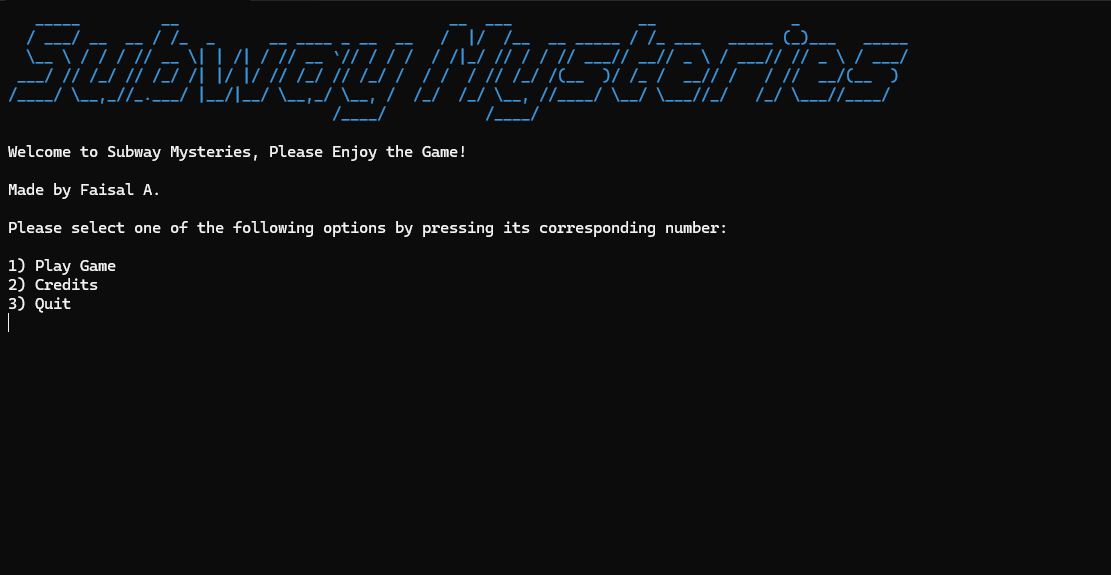 Subway Mysteries
Welcome to Subway Mysteries, Please Enjoy the Game!
Made by Faisal A.
Please select one of the following options by pressing its corresponding number:
1) Play Game
2) Credits
3) Quit